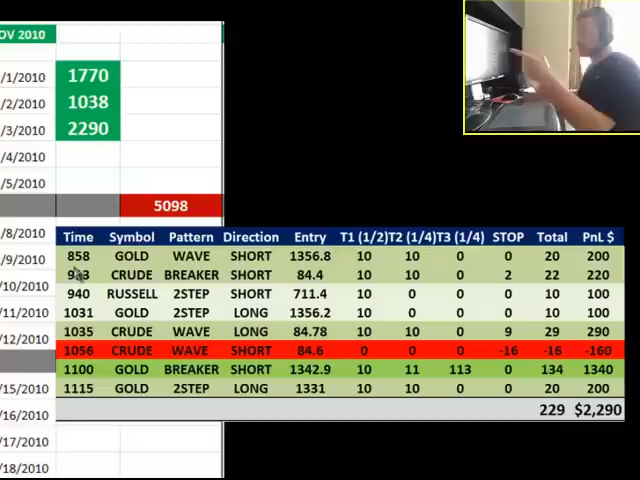 OV 2010
/1/2010 1770
/2/2010 1038
/3/2010 2290
/4/2010
/5/2010
5098
/8/2010
/9/2010
/10/2010
/11/2010
/12/2010
/15/2010
/16/2010
/17/2010
/18/2010
Time Symbol Pattern Direction Entry T1 (1/2) T2 (1/4) T3 (1/4) STOP Total PnL $
858 GOLD WAVE SHORT 1356.8 10 10 0 0 20 200
CRUDE BREAKER SHORT 84.4 10 10 0 2 22 220
940 RUSSELL 2STEP SHORT 711.4 10 0 0 0 10 100
1031 GOLD 2STEP LONG 1356.2 10 0 0 0 10 100
1035 CRUDE WAVE LONG 84.78 10 10 0 9 29 290
1056 CRUDE WAVE SHORT 84.6 0 0 0 -16 -16 -160
1100 GOLD BREAKER SHORT 1342.9 10 11 113 0 134 1340
1115 GOLD 2STEP LONG 1331 10 10 0 0 20 200
229 $2,290